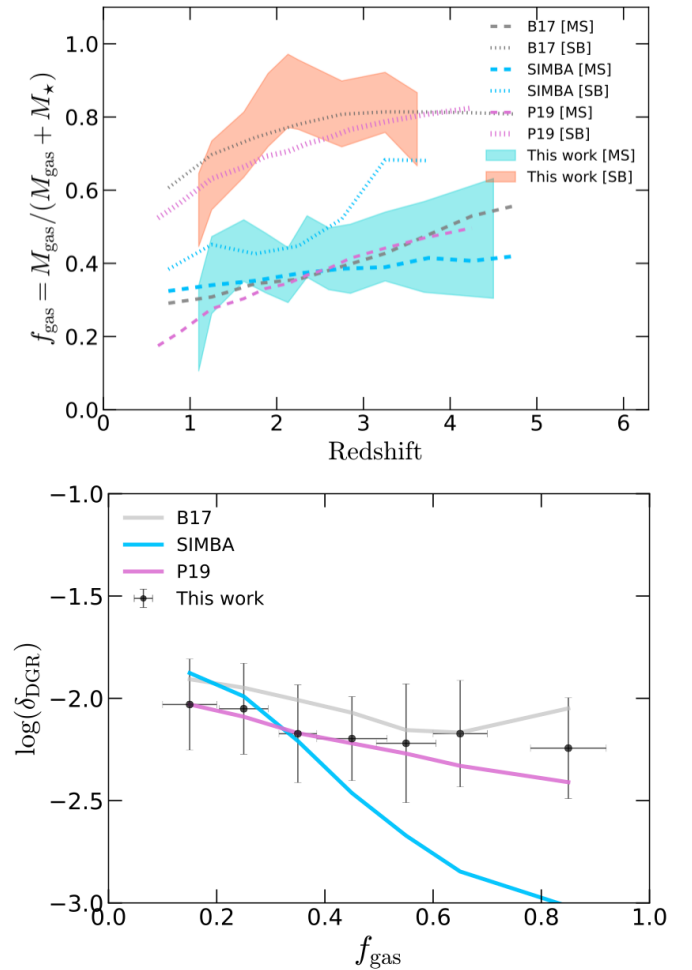 1.0
0.8
0.6
0.4
0.2
0.0
f_gas = M_gas/(M_gas + M_⋆)
B17 [MS]
B17 [SB]
SIMBA [MS]
SIMBA [SB]
P19 [MS]
P19 [SB]
This work [MS]
This work [SB]
0 1 2 3 4 5 6
Redshift
−1.0
−1.5
−2.0
−2.5
−3.0
log(δ_DGR)
B17
SIMBA
P19
This work
0.0 0.2 0.4 0.6 0.8 1.0
f_gas